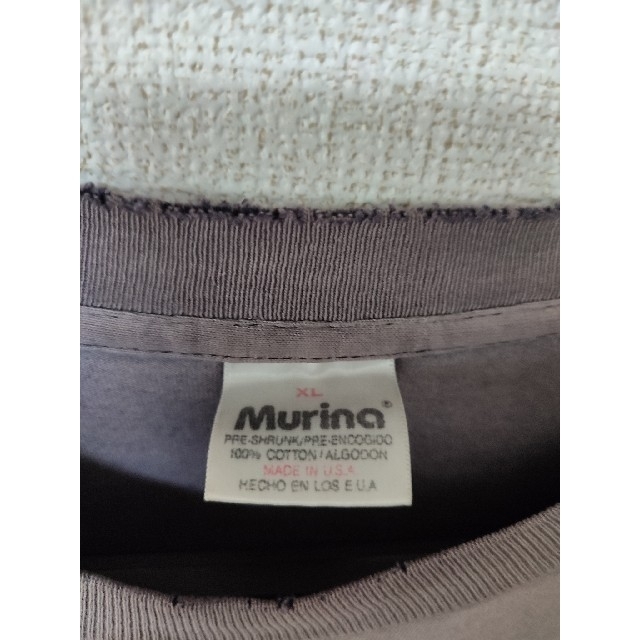 XL
Murina®
PRE-SHRUNK/PRE-ENCOGIDO
100% COTTON/ALGODON
MADE IN U.S.A.
HECHO EN LOS E.U.A